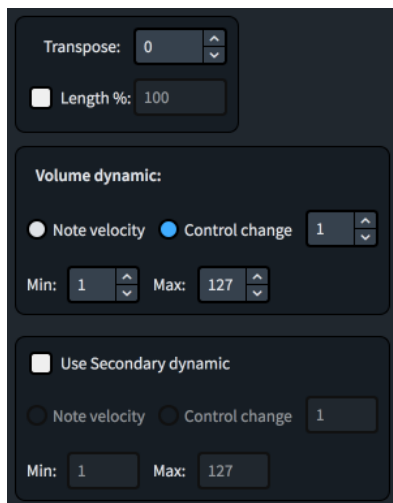 Transpose: 0
Length %: 100
Volume dynamic:
Note velocity Control change 1
Min: 1 Max: 127
Use Secondary dynamic
Note velocity Control change 1
Min: 1 Max: 127